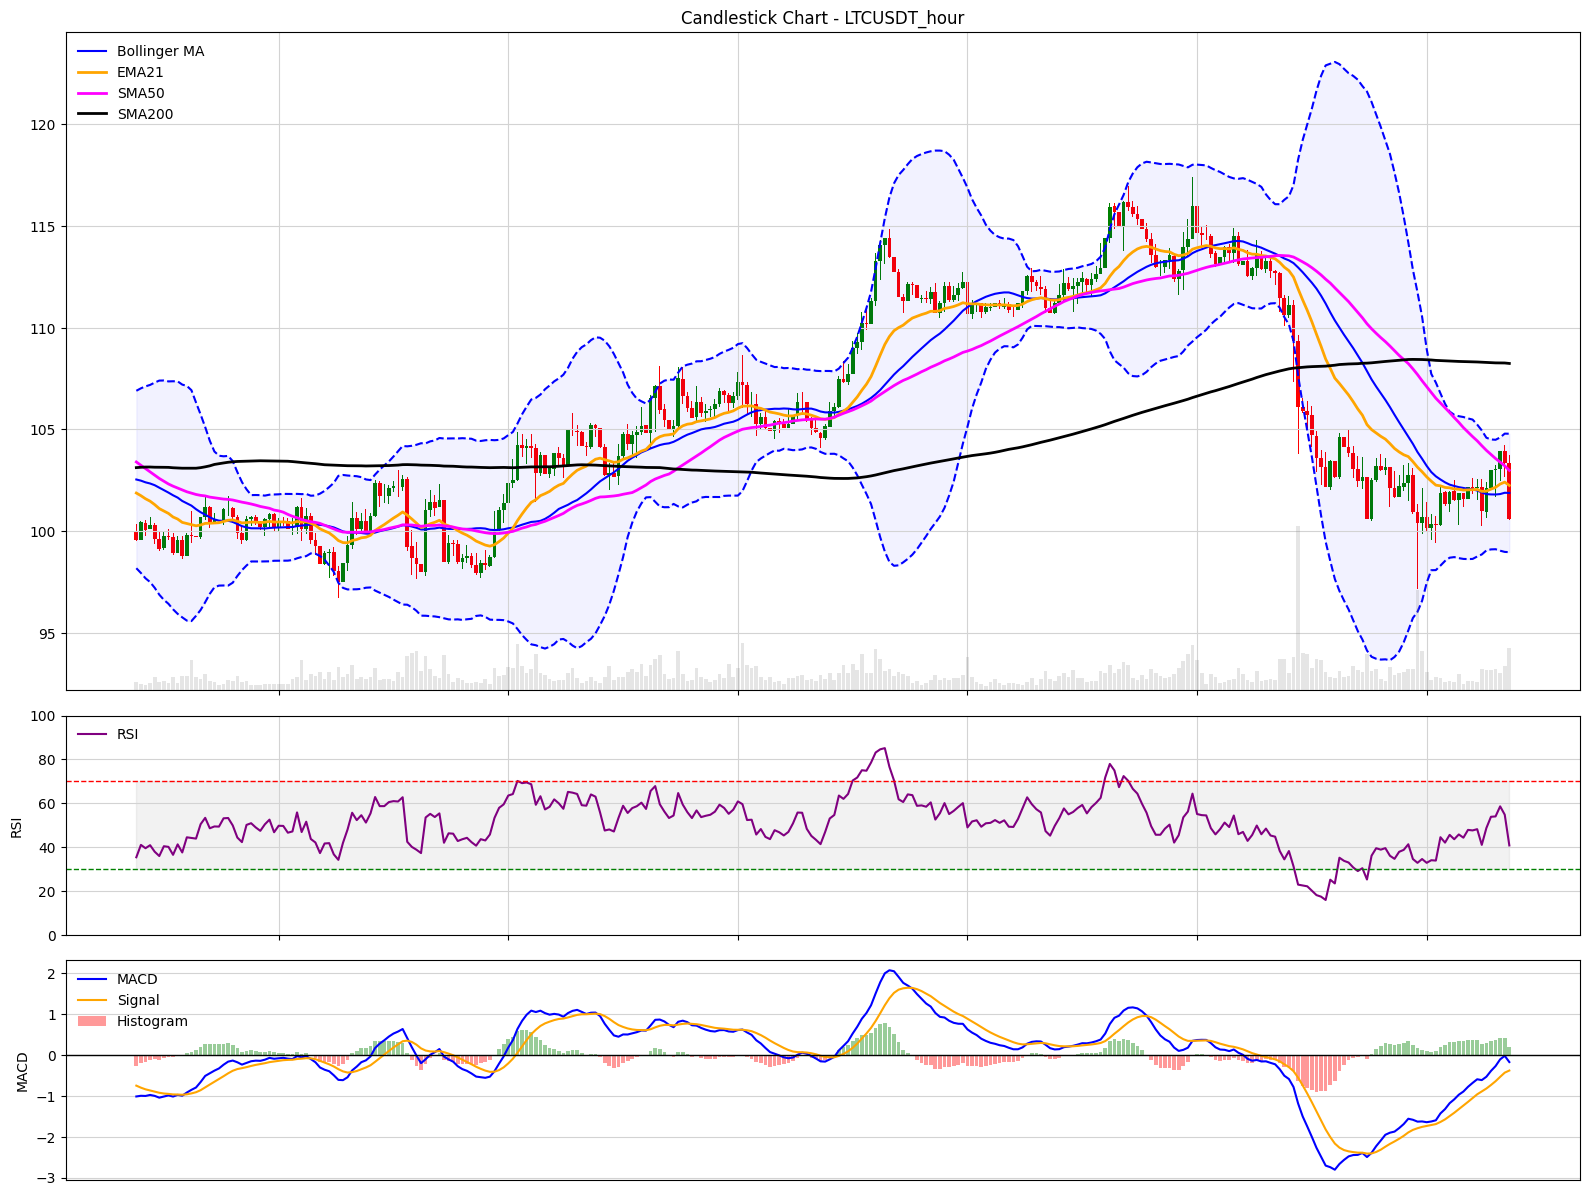 Candlestick Chart - LTCUSDT_hour
Bollinger MA
EMA21
SMA50
SMA200
120
115
110
105
100
95
RSI
100
80
60
40
20
0
RSI
MACD
Signal
Histogram
2
1
0
−1
−2
−3
MACD